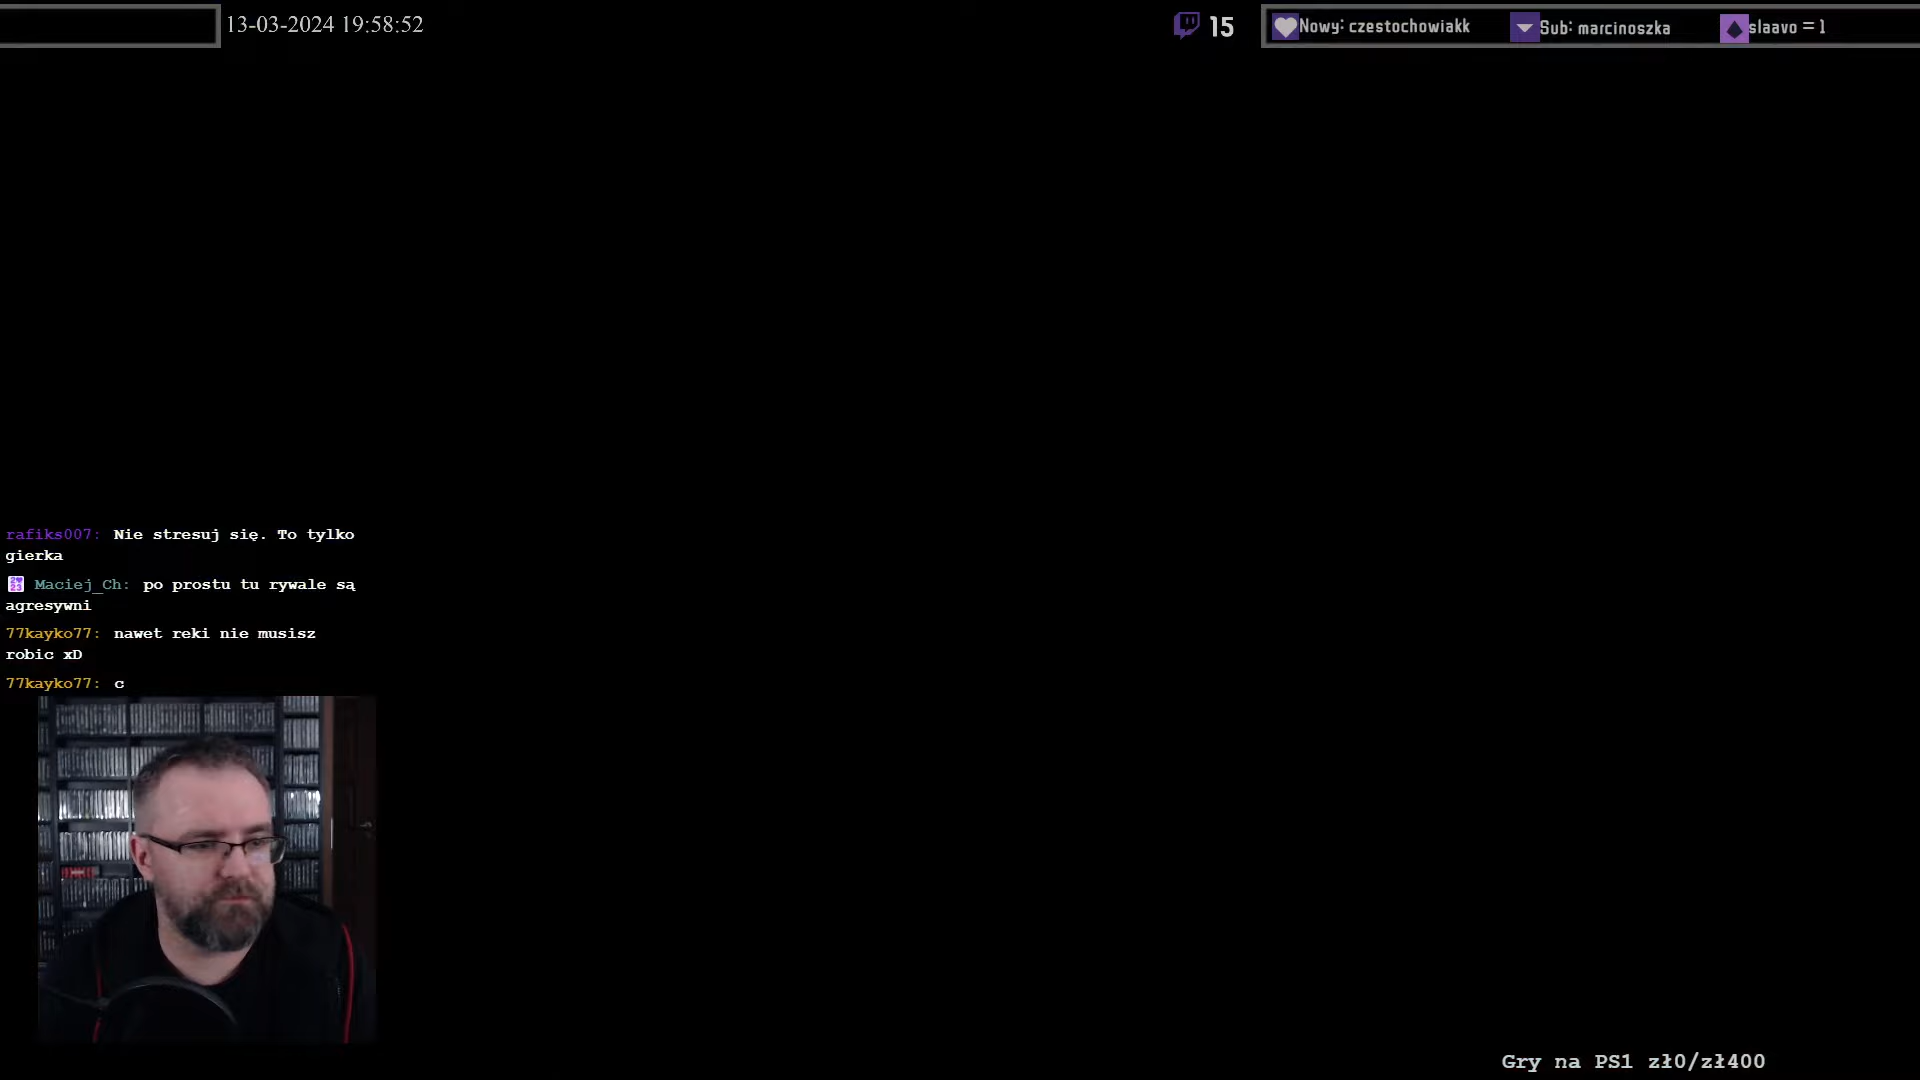 13-03-2024 19:58:52
15
Nowy: czestochowiakk
Sub: marcinoszka
slaavo = 1
rafiks007: Nie stresuj się. To tylko
gierka
Maciej_Ch: po prostu tu rywale są
agresywni
77kayko77: nawet reki nie musisz
robic xD
77kayko77: c
Gry na PS1 zł0/zł400